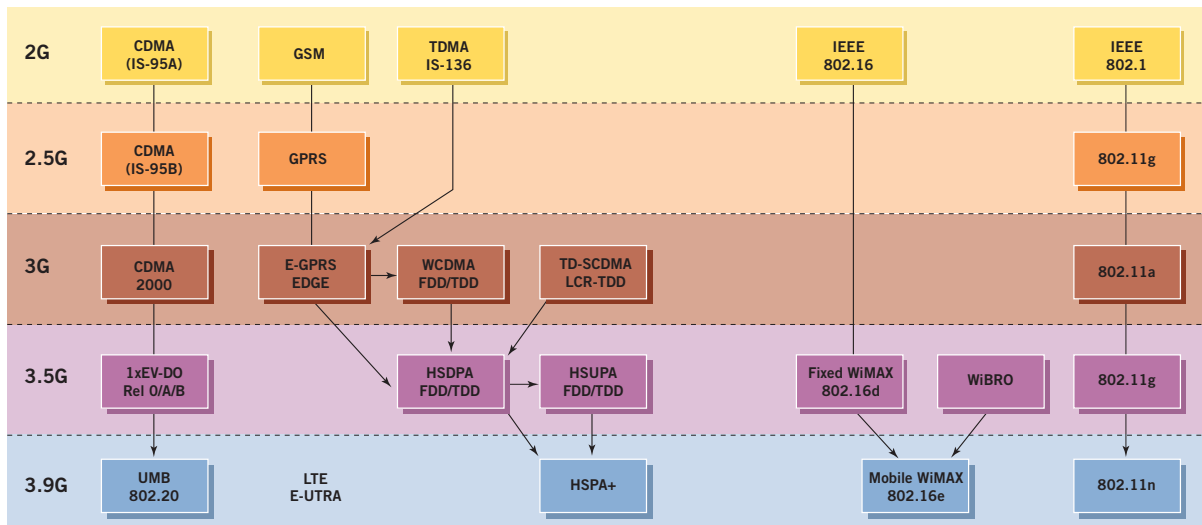 2G
CDMA
(IS-95A)
GSM
TDMA
IS-136
IEEE
802.16
IEEE
802.1
2.5G
CDMA
(IS-95B)
GPRS
802.11g
3G
CDMA
2000
E-GPRS
EDGE
WCDMA
FDD/TDD
TD-SCDMA
LCR-TDD
802.11a
3.5G
1xEV-DO
Rel 0/A/B
HSDPA
FDD/TDD
HSUPA
FDD/TDD
Fixed WiMAX
802.16d
WiBRO
802.11g
3.9G
UMB
802.20
LTE
E-UTRA
HSPA+
Mobile WiMAX
802.16e
802.11n